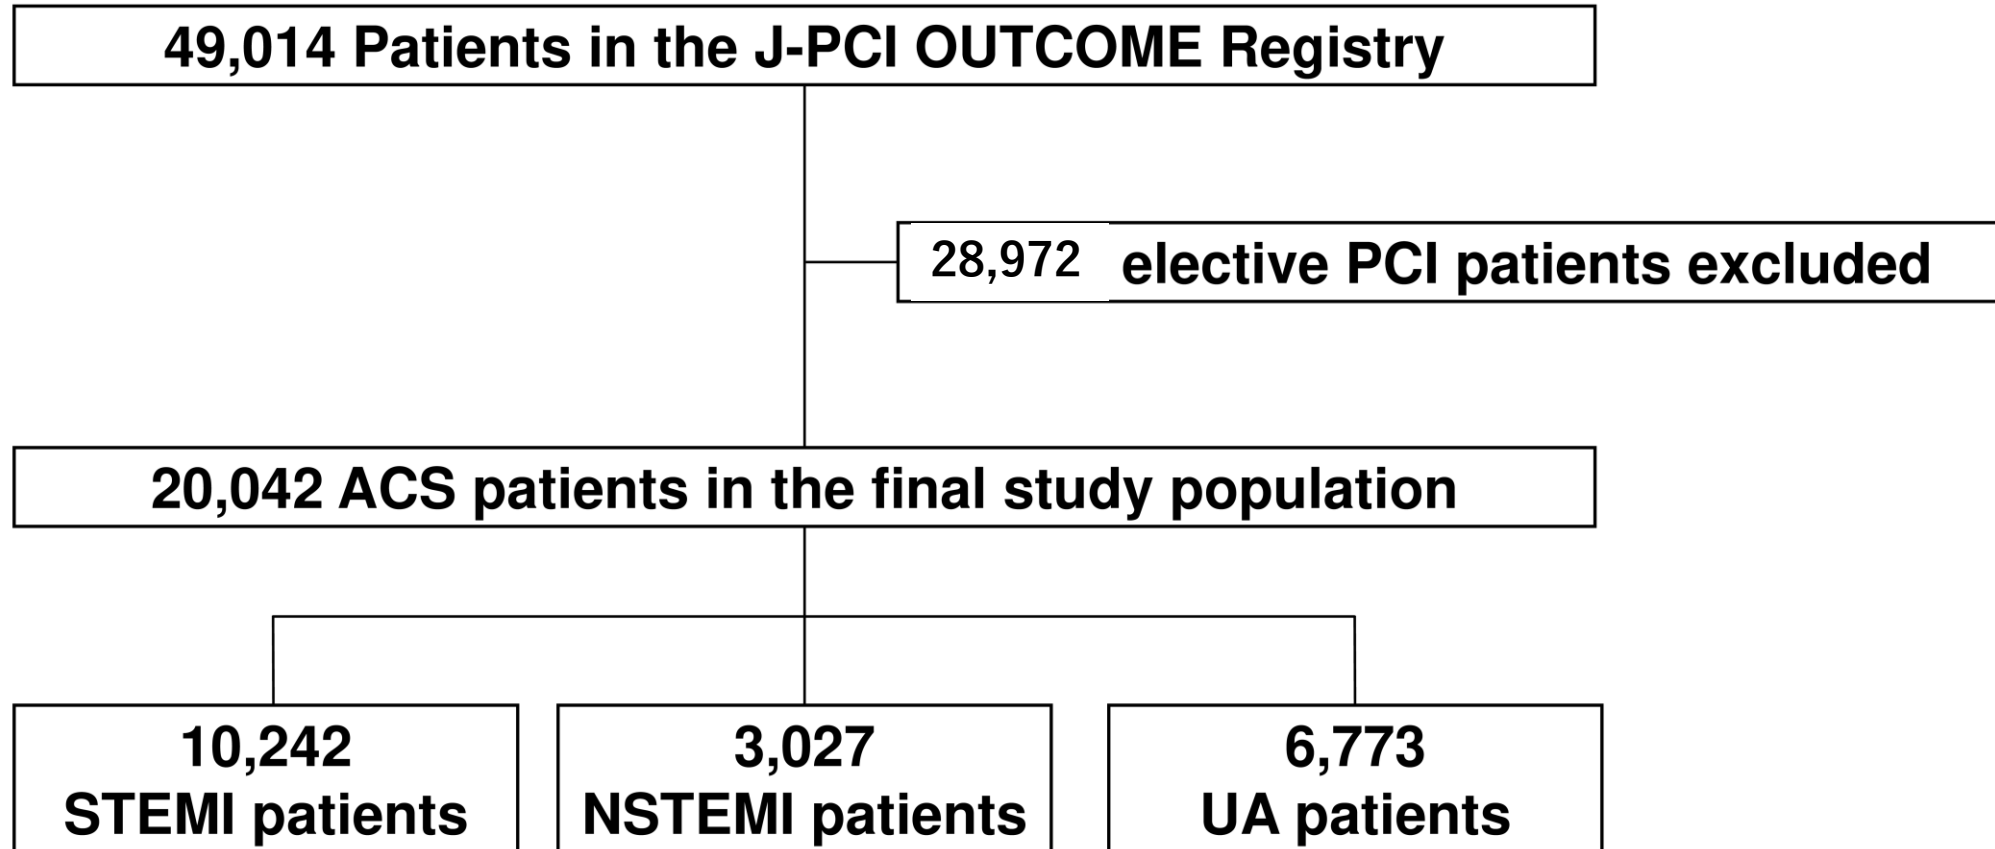 49,014 Patients in the J-PCI OUTCOME Registry
28,972 elective PCI patients excluded
20,042 ACS patients in the final study population
10,242
STEMI patients
3,027
NSTEMI patients
6,773
UA patients